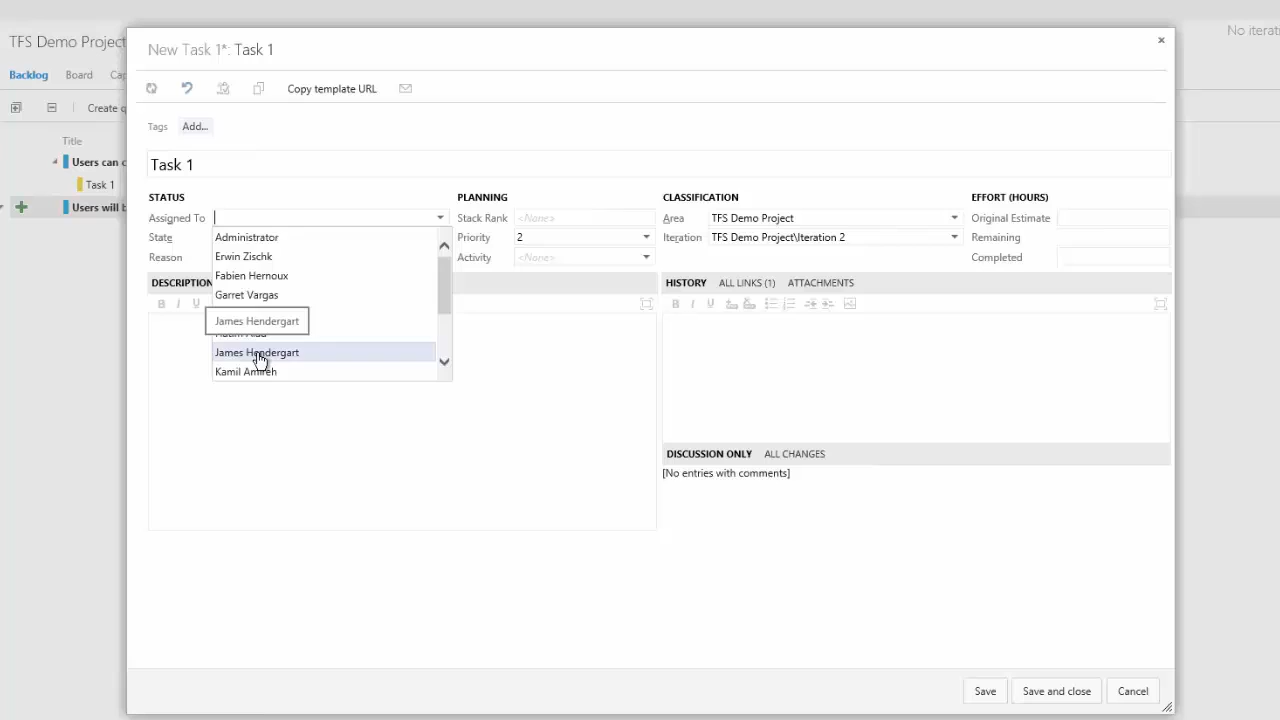 TFS Demo Project
No iterat
Backlog Board Cap
Create q
Title
Users can c
Task 1
Users will b
New Task 1*: Task 1
×
Copy template URL
Tags Add...
Task 1
STATUS
Assigned To
State
Reason
Administrator
Erwin Zischk
Fabien Hernoux
Garret Vargas
James Hendergart
James Hendergart
Kamil Amireh
PLANNING
Stack Rank <None>
Priority 2
Activity <None>
CLASSIFICATION
Area TFS Demo Project
Iteration TFS Demo Project\Iteration 2
EFFORT (HOURS)
Original Estimate
Remaining
Completed
DESCRIPTION
B I U
HISTORY ALL LINKS (1) ATTACHMENTS
B I U
DISCUSSION ONLY ALL CHANGES
[No entries with comments]
Save Save and close Cancel